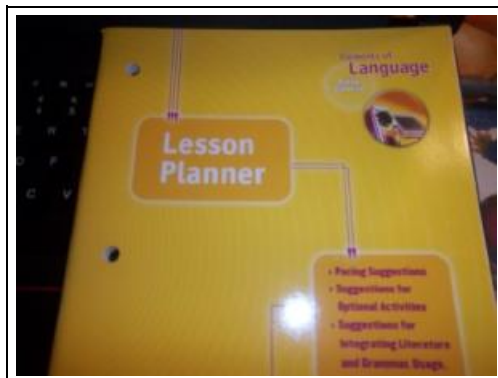 Elements of
Language
Lesson
Planner
• Pacing Suggestions
• Suggestions for
Optional Activities
• Suggestions for
Integrating Literature
and Grammar, Usage,